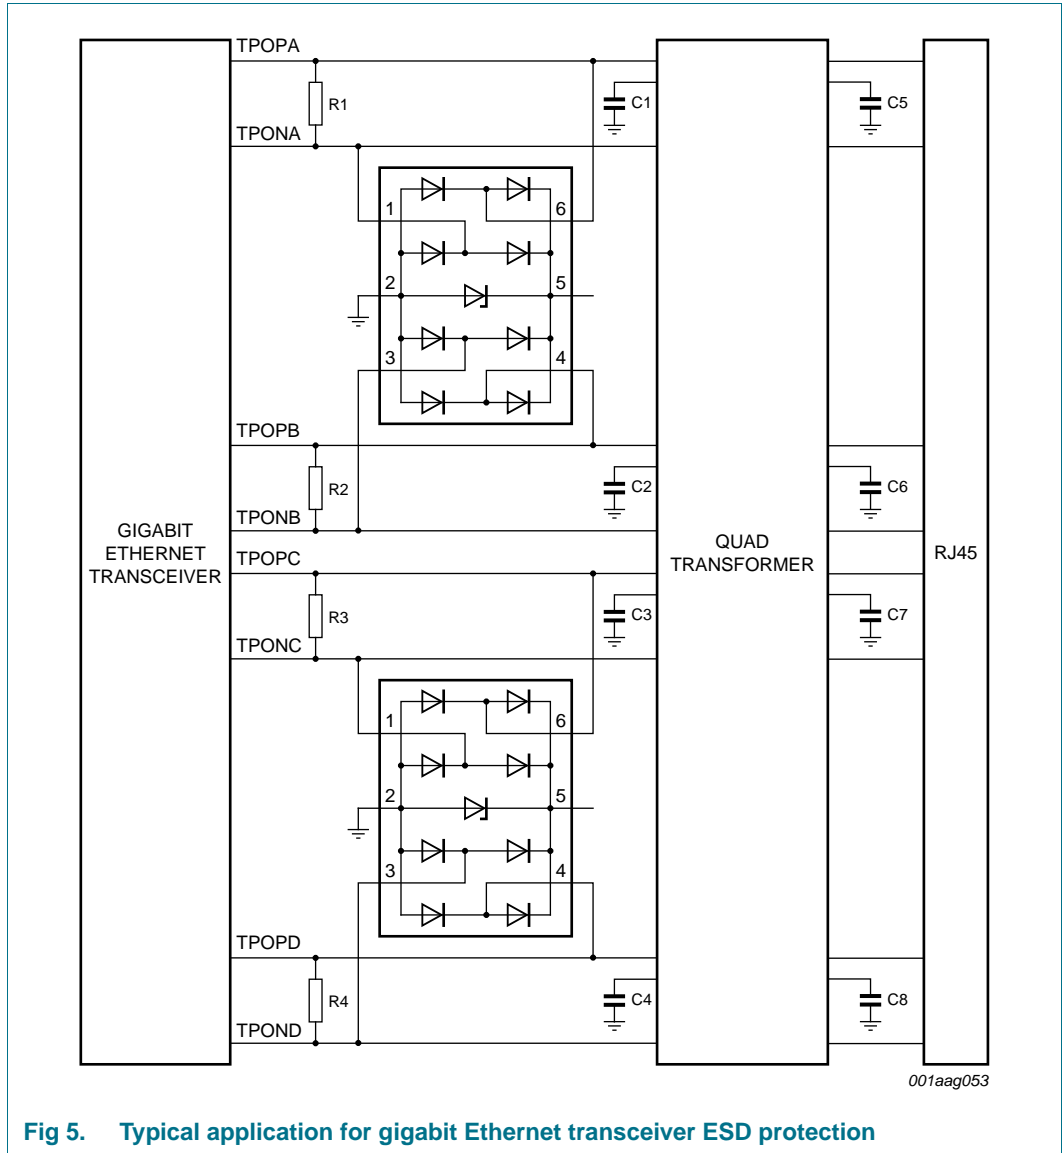 TPOPA
R1
C1
C5
TPONA
1
6
2
5
3
4
TPOPB
R2
C2
C6
TPONB
GIGABIT
ETHERNET
TRANSCEIVER
QUAD
TRANSFORMER
RJ45
TPOPC
R3
C3
C7
TPONC
1
6
2
5
3
4
TPOPD
R4
C4
C8
TPOND
001aag053
Fig 5. Typical application for gigabit Ethernet transceiver ESD protection